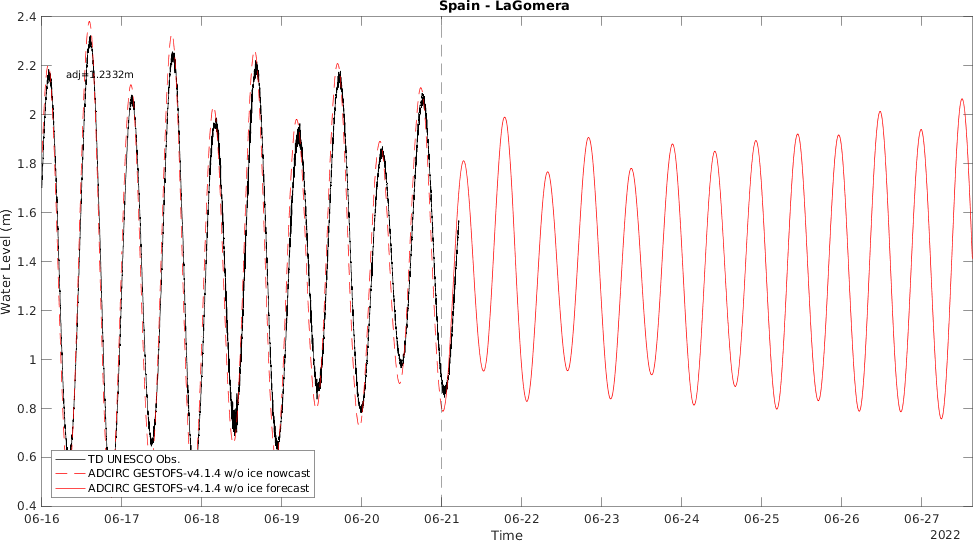 Spain - LaGomera
2.4
2.2
2
1.8
1.6
1.4
1.2
1
0.8
0.6
0.4
Water Level (m)
adj=1.2332m
TD UNESCO Obs.
ADCIRC GESTOFS-v4.1.4 w/o ice nowcast
ADCIRC GESTOFS-v4.1.4 w/o ice forecast
06-16 06-17 06-18 06-19 06-20 06-21 06-22 06-23 06-24 06-25 06-26 06-27
Time
2022